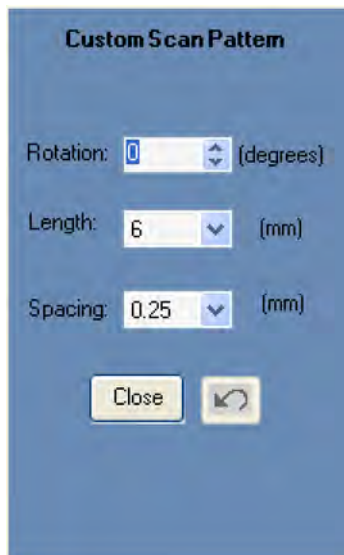 Custom Scan Pattern
Rotation: 0 (degrees)
Length: 6 (mm)
Spacing: 0.25 (mm)
Close